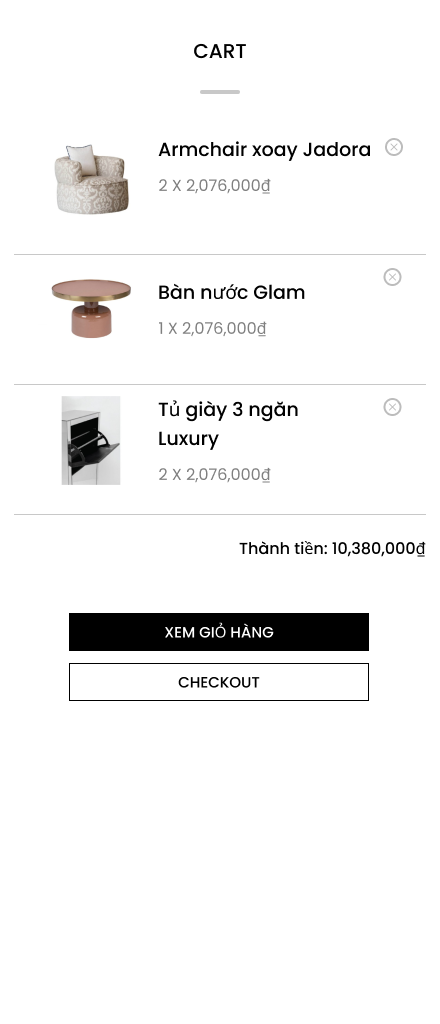 CART
Armchair xoay Jadora
2 X 2,076,000₫
Bàn nước Glam
1 X 2,076,000₫
Tủ giày 3 ngăn
Luxury
2 X 2,076,000₫
Thành tiền: 10,380,000₫
XEM GIỎ HÀNG
CHECKOUT